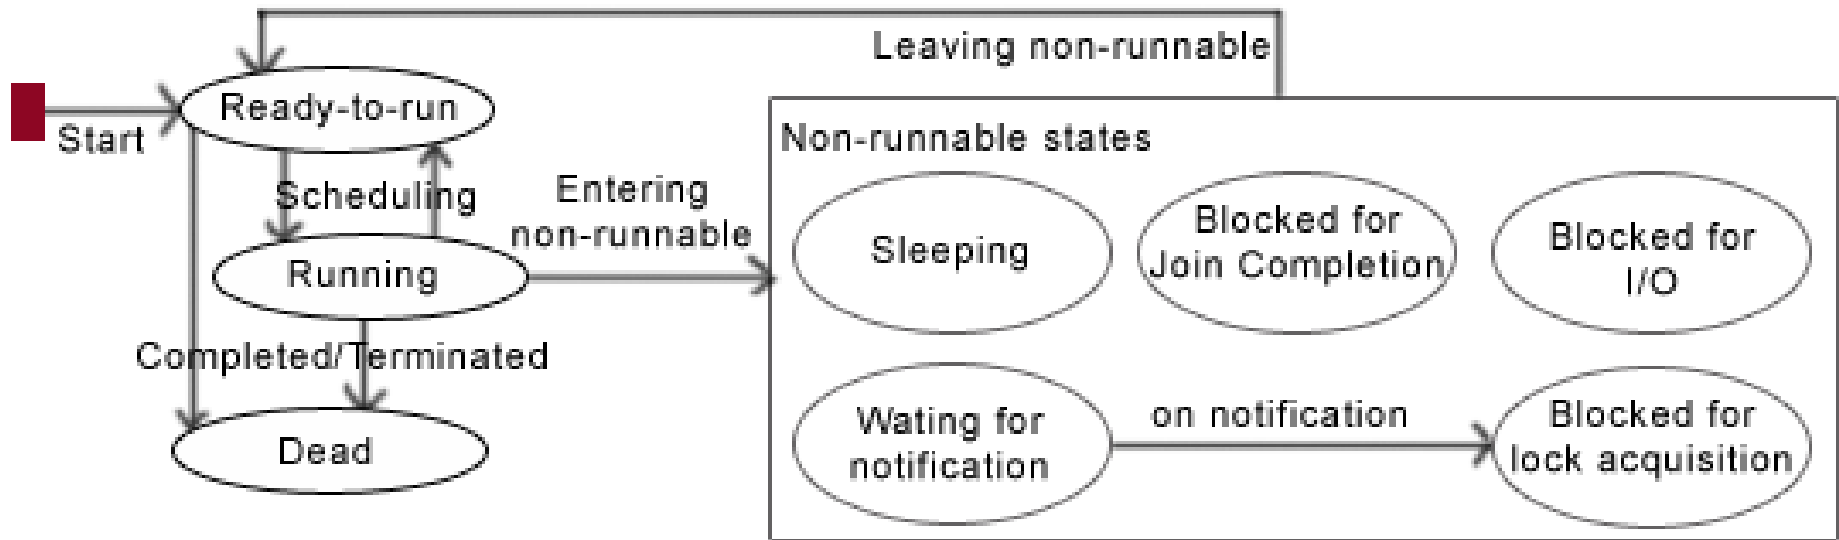 Leaving non-runnable
Ready-to-run
Start
Non-runnable states
Scheduling
Entering
non-runnable
Sleeping
Blocked for
Join Completion
Blocked for
I/O
Running
Completed/Terminated
Wating for
notification
on notification
Blocked for
lock acquisition
Dead